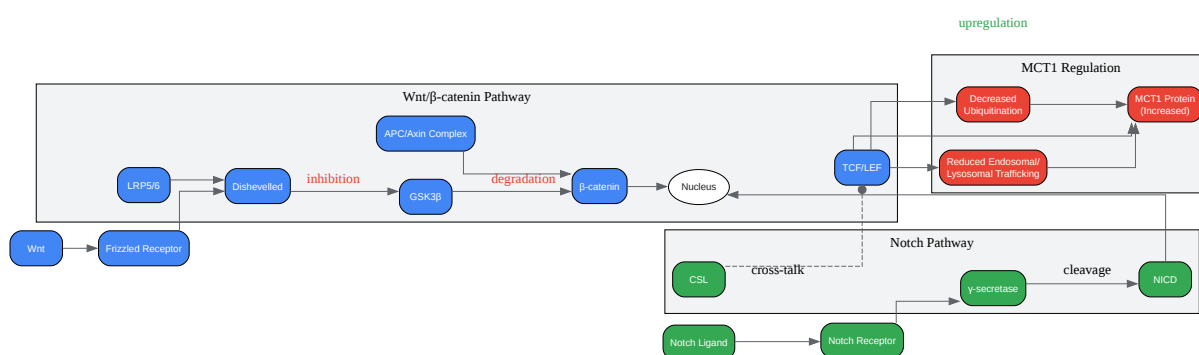 upregulation
MCT1 Regulation
Wnt/β-catenin Pathway
Decreased
Ubiquitination
MCT1 Protein
(Increased)
APC/Axin Complex
TCF/LEF
Reduced Endosomal/
Lysosomal Trafficking
LRP5/6
Dishevelled
inhibition
GSK3β
degradation
β-catenin
Nucleus
Wnt
Frizzled Receptor
Notch Pathway
CSL
cross-talk
γ-secretase
cleavage
NICD
Notch Ligand
Notch Receptor